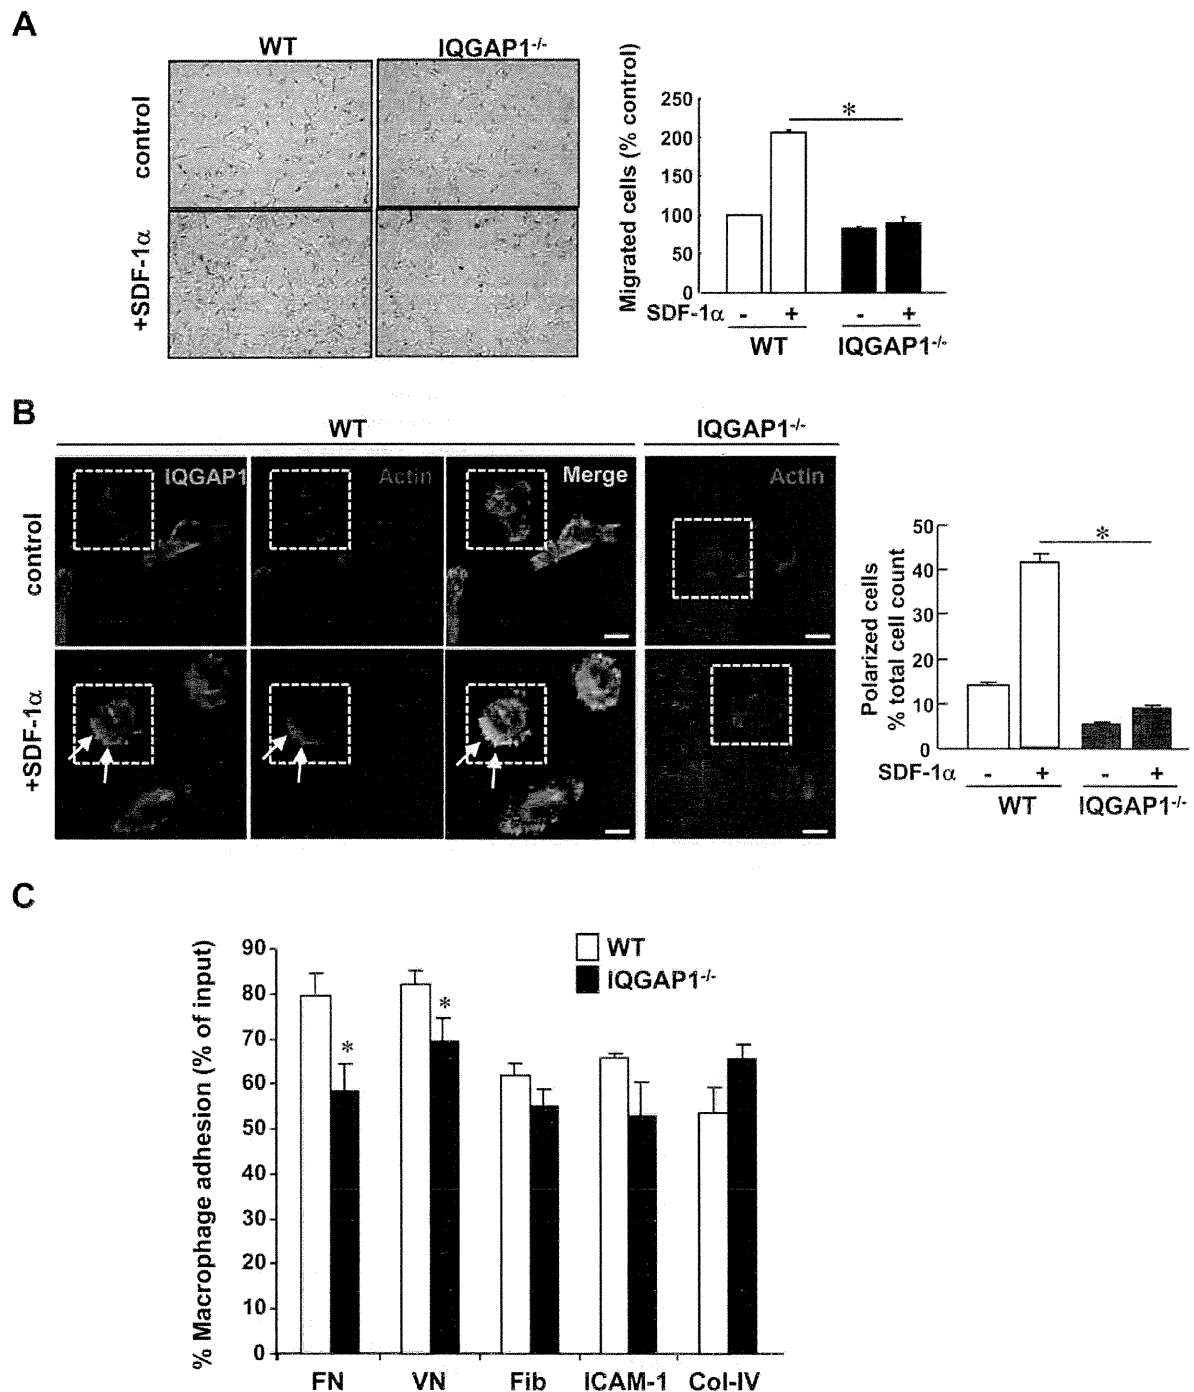 A
WT IQGAP1-/-
control
+SDF-1α
Migrated cells (% control)
250
200
150
100
50
0
SDF-1α - + - +
WT IQGAP1-/-
B
WT IQGAP1-/-
IQGAP1 Actin Merge Actin
control
+SDF-1α
Polarized cells
% total cell count
50
40
30
20
10
0
SDF-1α - + - +
WT IQGAP1-/-
*
*
C
% Macrophage adhesion (% of input)
90
80
70
60
50
40
30
20
10
0
WT
IQGAP1-/-
*
*
FN VN Fib ICAM-1 Col-IV